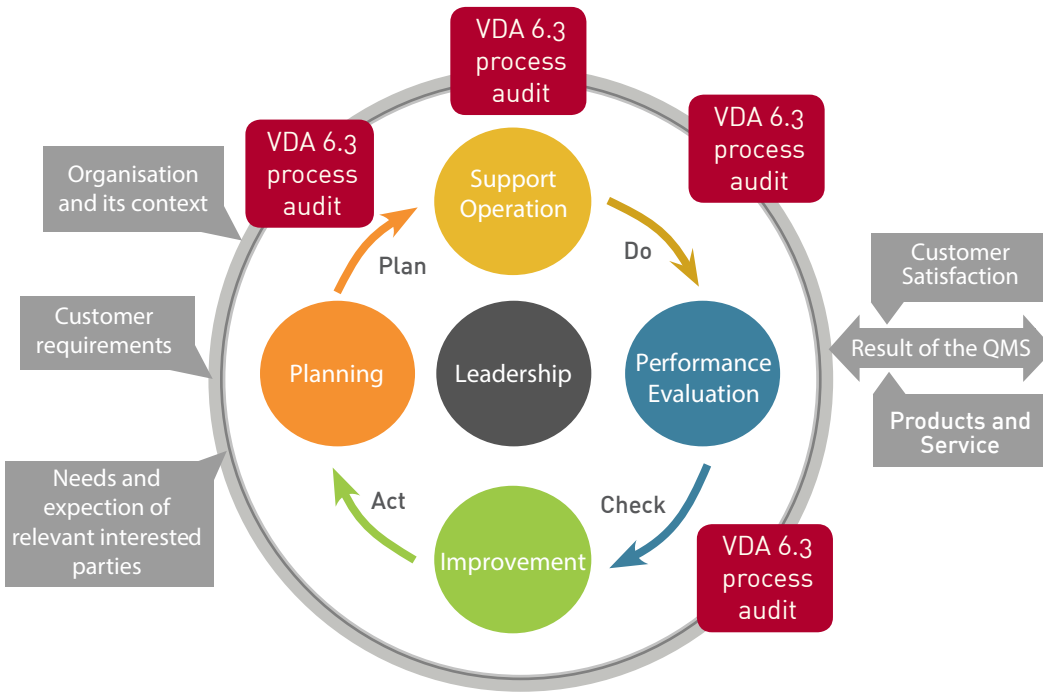 VDA 6.3
process
audit
VDA 6.3
process
audit
VDA 6.3
process
audit
Organisation
and its context
Support
Operation
Plan
Do
Customer
Satisfaction
Customer
requirements
Planning
Leadership
Performance
Evaluation
Result of the QMS
Products and
Service
Needs and
expection of
relevant interested
parties
Act
Check
Improvement
VDA 6.3
process
audit